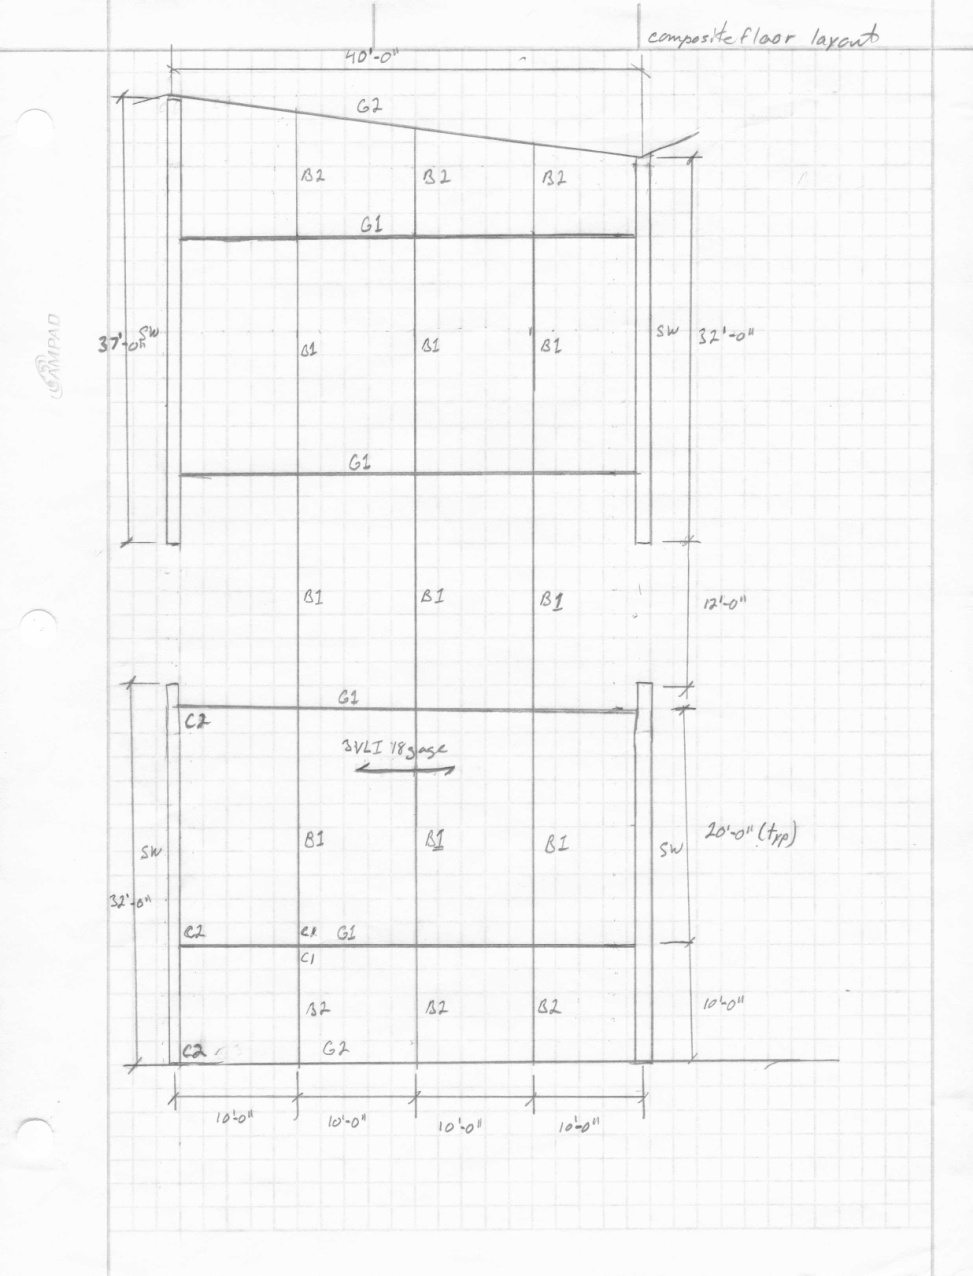 composite floor layout
40'-0"
G2
B2 B2 B2
G1
37'-0" SW
SW 32'-0"
B1 B1 B1
AMPAD
G1
B1 B1 B1
12'-0"
G1
C2
3VLI 18gage
B1 B1 B1
SW
SW
20'-0" (typ)
32'-0"
C2 G1
C1
B2 B2 B2
10'-0"
C2 G2
10'-0" 10'-0" 10'-0" 10'-0"